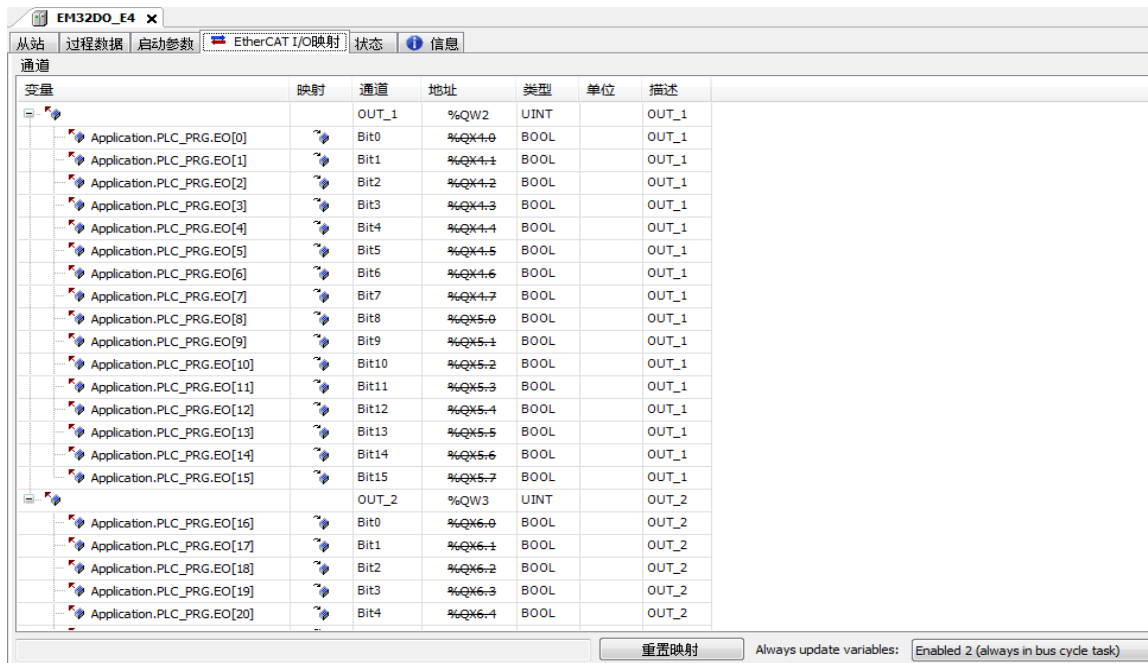 EM32DO_E4
从站 过程数据 启动参数 EtherCAT I/O映射 状态 信息
通道
变量 映射 通道 地址 类型 单位 描述
OUT_1 %QW2 UINT OUT_1
Application.PLC_PRG.EO[0] Bit0 %QX4.0 BOOL OUT_1
Application.PLC_PRG.EO[1] Bit1 %QX4.1 BOOL OUT_1
Application.PLC_PRG.EO[2] Bit2 %QX4.2 BOOL OUT_1
Application.PLC_PRG.EO[3] Bit3 %QX4.3 BOOL OUT_1
Application.PLC_PRG.EO[4] Bit4 %QX4.4 BOOL OUT_1
Application.PLC_PRG.EO[5] Bit5 %QX4.5 BOOL OUT_1
Application.PLC_PRG.EO[6] Bit6 %QX4.6 BOOL OUT_1
Application.PLC_PRG.EO[7] Bit7 %QX4.7 BOOL OUT_1
Application.PLC_PRG.EO[8] Bit8 %QX5.0 BOOL OUT_1
Application.PLC_PRG.EO[9] Bit9 %QX5.1 BOOL OUT_1
Application.PLC_PRG.EO[10] Bit10 %QX5.2 BOOL OUT_1
Application.PLC_PRG.EO[11] Bit11 %QX5.3 BOOL OUT_1
Application.PLC_PRG.EO[12] Bit12 %QX5.4 BOOL OUT_1
Application.PLC_PRG.EO[13] Bit13 %QX5.5 BOOL OUT_1
Application.PLC_PRG.EO[14] Bit14 %QX5.6 BOOL OUT_1
Application.PLC_PRG.EO[15] Bit15 %QX5.7 BOOL OUT_1
OUT_2 %QW3 UINT OUT_2
Application.PLC_PRG.EO[16] Bit0 %QX6.0 BOOL OUT_2
Application.PLC_PRG.EO[17] Bit1 %QX6.1 BOOL OUT_2
Application.PLC_PRG.EO[18] Bit2 %QX6.2 BOOL OUT_2
Application.PLC_PRG.EO[19] Bit3 %QX6.3 BOOL OUT_2
Application.PLC_PRG.EO[20] Bit4 %QX6.4 BOOL OUT_2
重置映射 Always update variables: Enabled 2 (always in bus cycle task)